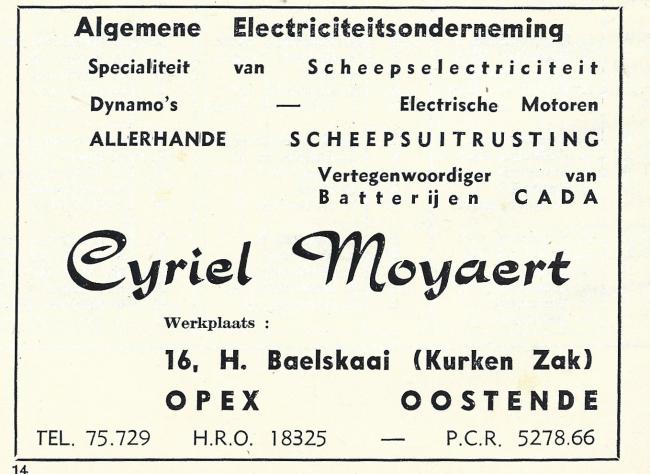 Algemene Electriciteitsonderneming
Specialiteit van Scheepselectriciteit
Dynamo's — Electrische Motoren
ALLERHANDE SCHEEPSUITRUSTING
Vertegenwoordiger van
Batterijen CADA
Cyriel Moyaert
Werkplaats :
16, H. Baelskaai (Kurken Zak)
OPEX OOSTENDE
TEL. 75.729 H.R.O. 18325 — P.C.R. 5278.66
14